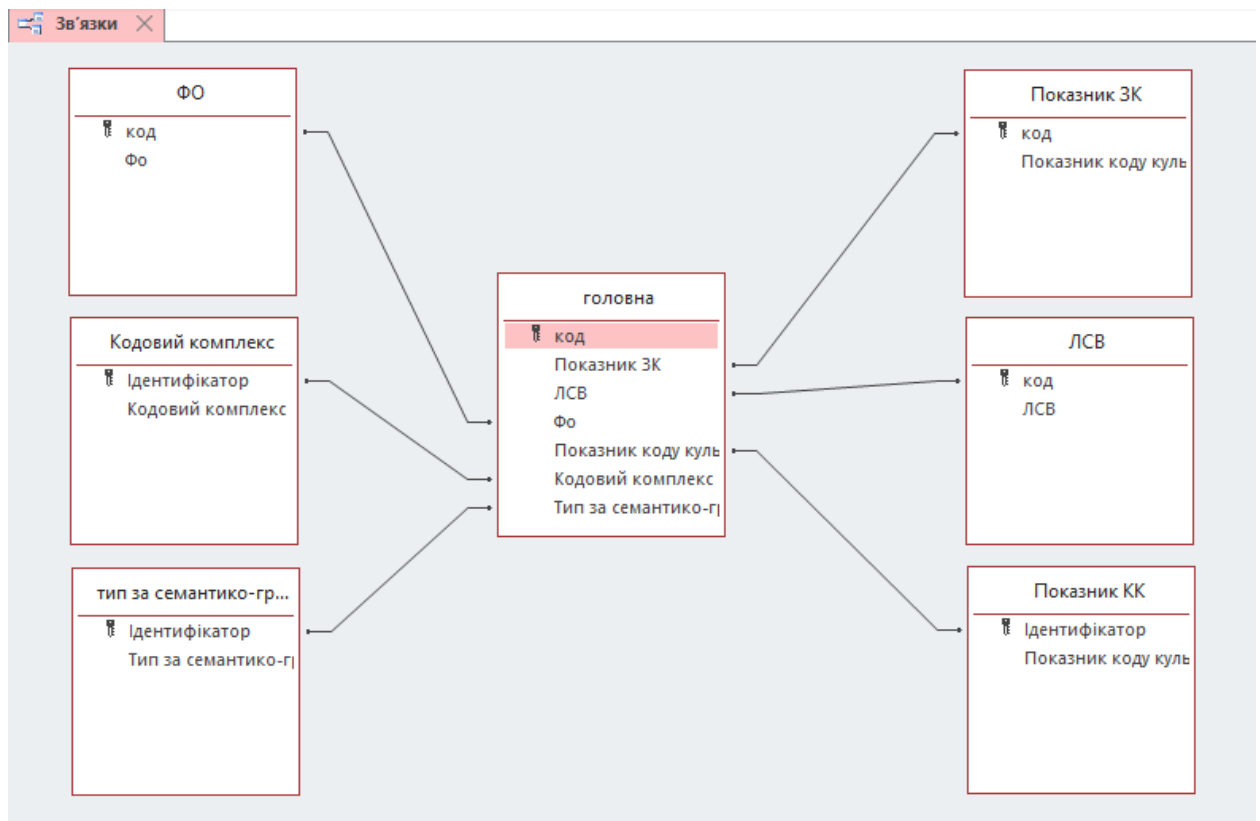 Зв'язки
ФО
код
Фо
Кодовий комплекс
Ідентифікатор
Кодовий комплекс
тип за семантико-гр...
Ідентифікатор
Тип за семантико-гр
головна
код
Показник ЗК
ЛСВ
Фо
Показник коду куль
Кодовий комплекс
Тип за семантико-гр
Показник ЗК
код
Показник коду куль
ЛСВ
код
ЛСВ
Показник КК
Ідентифікатор
Показник коду куль